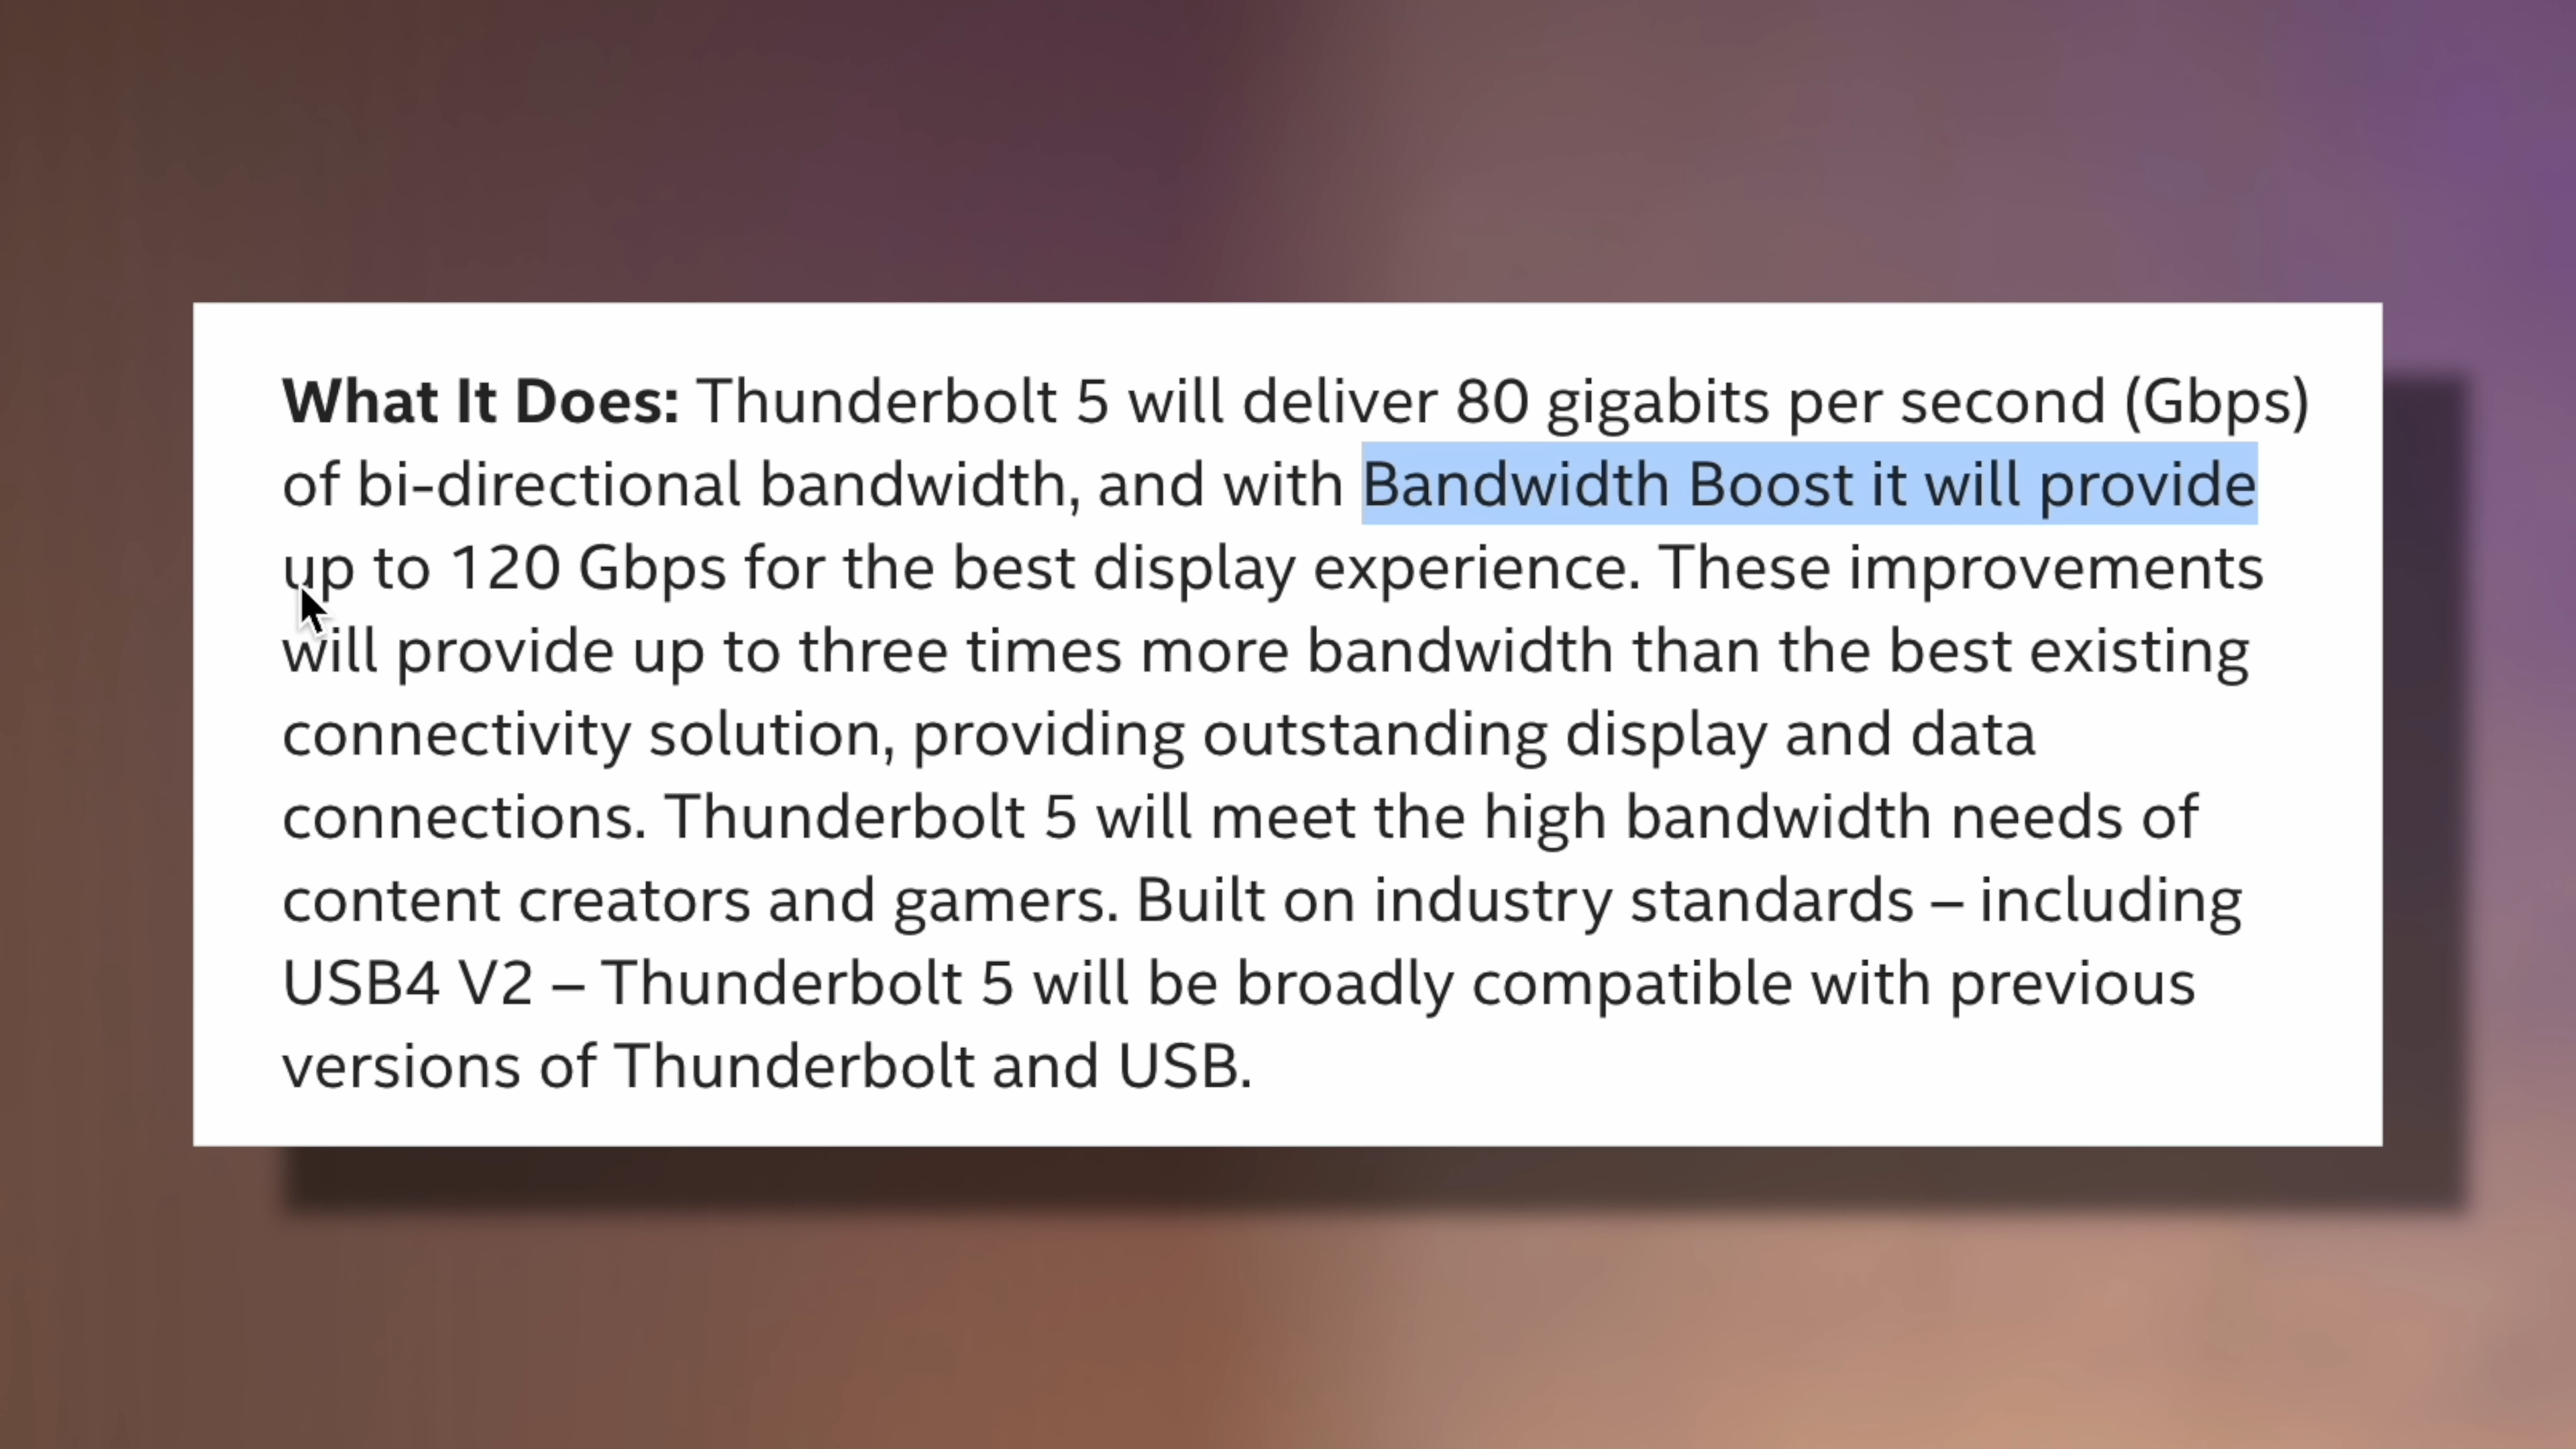 What It Does: Thunderbolt 5 will deliver 80 gigabits per second (Gbps)
of bi-directional bandwidth, and with Bandwidth Boost it will provide
up to 120 Gbps for the best display experience. These improvements
will provide up to three times more bandwidth than the best existing
connectivity solution, providing outstanding display and data
connections. Thunderbolt 5 will meet the high bandwidth needs of
content creators and gamers. Built on industry standards – including
USB4 V2 – Thunderbolt 5 will be broadly compatible with previous
versions of Thunderbolt and USB.